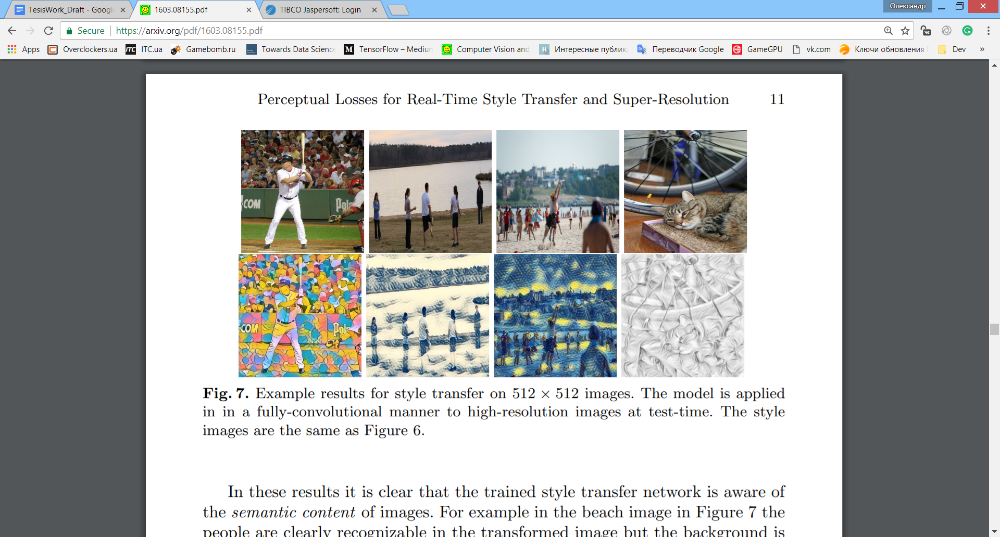 TesisWork_Draft - Googl
1603.08155.pdf
TIBCO Jaspersoft: Login
Олександр
Secure
https://arxiv.org/pdf/1603.08155.pdf
Apps
Overclockers.ua
ITC
ITC.ua
Gamebomb.ru
Towards Data Science
M
TensorFlow – Medium
Computer Vision and
H
Интересные публика
Переводчик Google
GameGPU
vk.com
Ключи обновления
Dev
»
Perceptual Losses for Real-Time Style Transfer and Super-Resolution 11
.COM
Pola
COM
Pola
Fig. 7. Example results for style transfer on 512 × 512 images. The model is applied
in in a fully-convolutional manner to high-resolution images at test-time. The style
images are the same as Figure 6.
In these results it is clear that the trained style transfer network is aware of
the semantic content of images. For example in the beach image in Figure 7 the
people are clearly recognizable in the transformed image but the background is